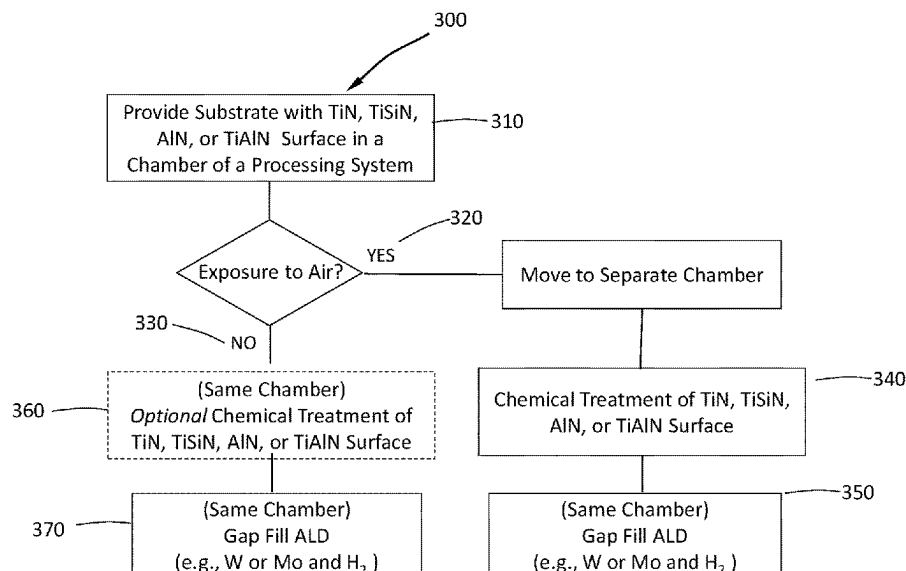 300
Provide Substrate with TiN, TiSiN,
AlN, or TiAlN Surface in a
Chamber of a Processing System
310
320
YES
Exposure to Air?
Move to Separate Chamber
330
NO
(Same Chamber)
Optional Chemical Treatment of
TiN, TiSiN, AlN, or TiAlN Surface
360
Chemical Treatment of TiN, TiSiN,
AlN, or TiAlN Surface
340
(Same Chamber)
Gap Fill ALD
(e.g., W or Mo and H₂)
370
(Same Chamber)
Gap Fill ALD
(e.g., W or Mo and H₂)
350